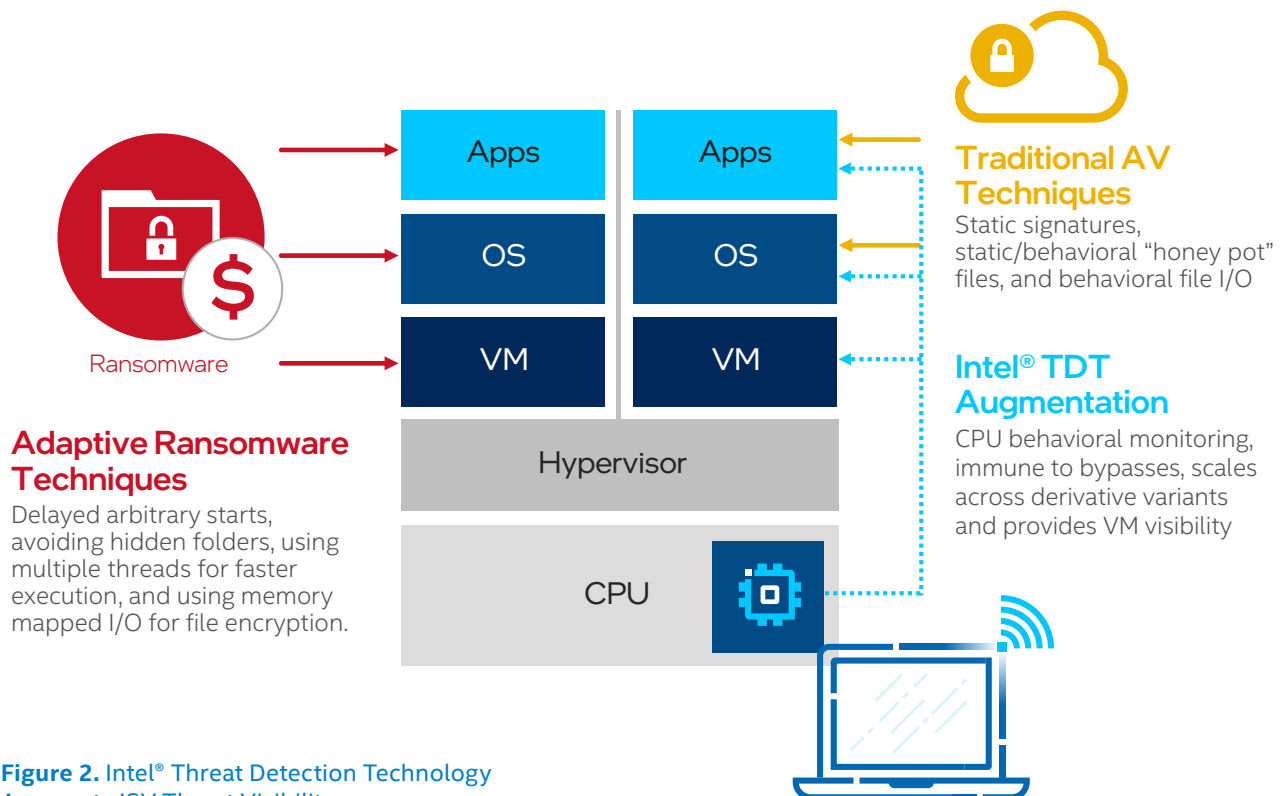 Apps
Apps
OS
OS
VM
VM
Hypervisor
CPU
$
Ransomware
Adaptive Ransomware
Techniques
Delayed arbitrary starts,
avoiding hidden folders, using
multiple threads for faster
execution, and using memory
mapped I/O for file encryption.
Traditional AV
Techniques
Static signatures,
static/behavioral “honey pot”
files, and behavioral file I/O
Intel® TDT
Augmentation
CPU behavioral monitoring,
immune to bypasses, scales
across derivative variants
and provides VM visibility
Figure 2. Intel® Threat Detection Technology